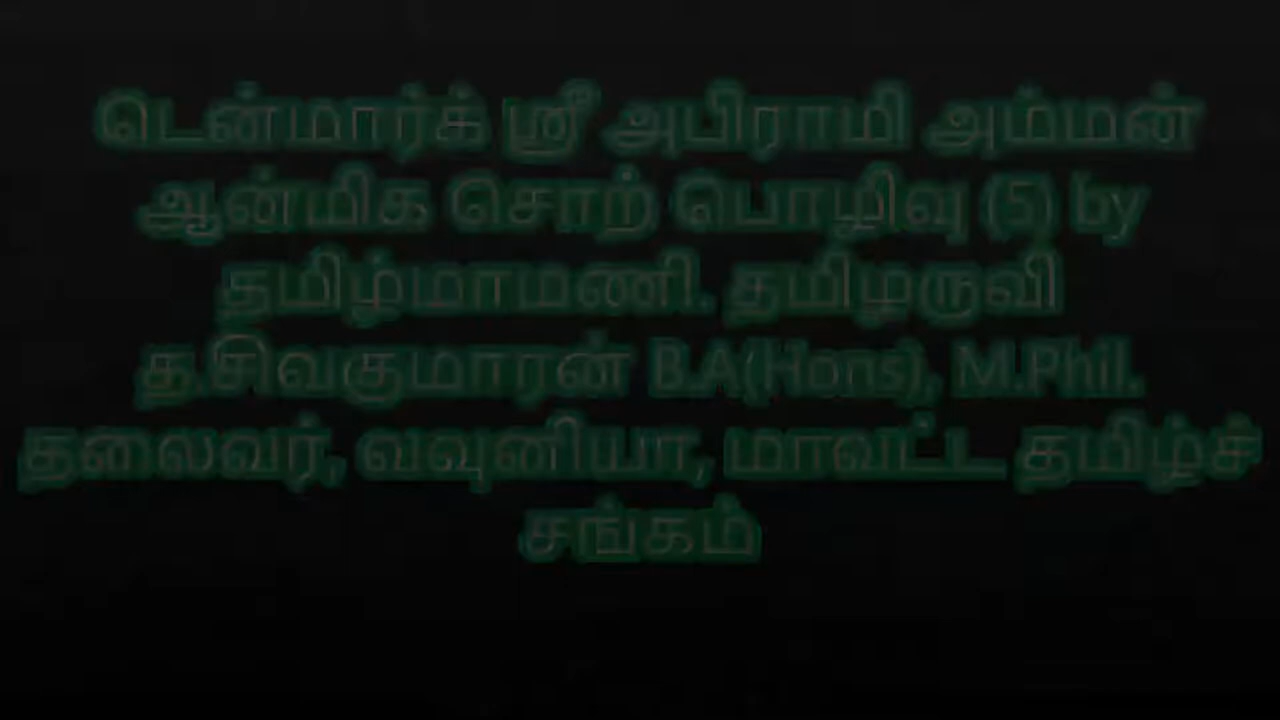 டென்மார்க் ஸ்ரீ அபிராமி அம்மன்
ஆன்மிக சொற் பொழிவு (5) by
தமிழ்மாமணி. தமிழருவி
த.சிவகுமாரன் B.A(Hons), M.Phil.
தலைவர், வவுனியா, மாவட்ட தமிழ்ச்
சங்கம்